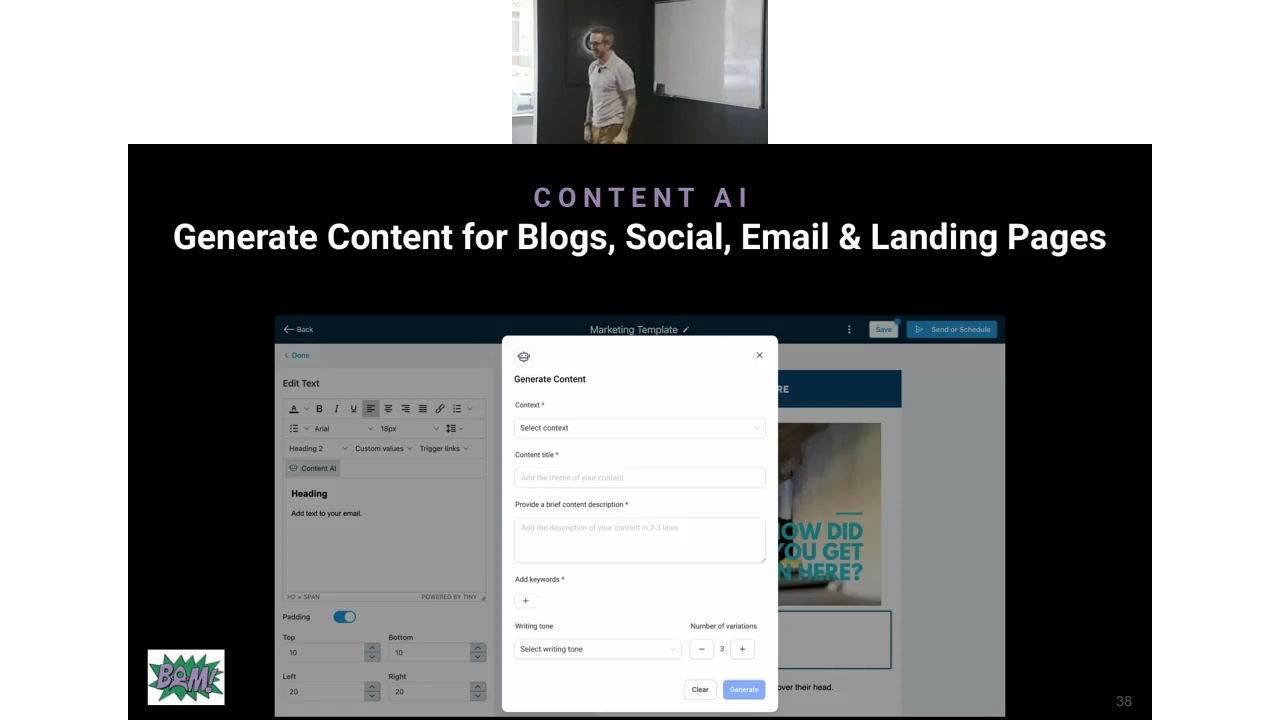 CONTENT AI
Generate Content for Blogs, Social, Email & Landing Pages
Back
Marketing Template
Save
Send or Schedule
Done
Edit Text
A B I U
Arial
18px
Heading 2
Custom values
Trigger links
Content AI
Heading
Add text to your email.
H2 » SPAN
POWERED BY TINY
Padding
Top
Bottom
10
10
Left
Right
20
20
Generate Content
Context *
Select context
Content title *
Add the theme of your content
Provide a brief content description *
Add the description of your content in 2-3 lines
Add keywords *
+
Writing tone
Number of variations
Select writing tone
− 3 +
Clear
Generate
RE
OW DID
YOU GET
N HERE?
over their head.
BOM!
38